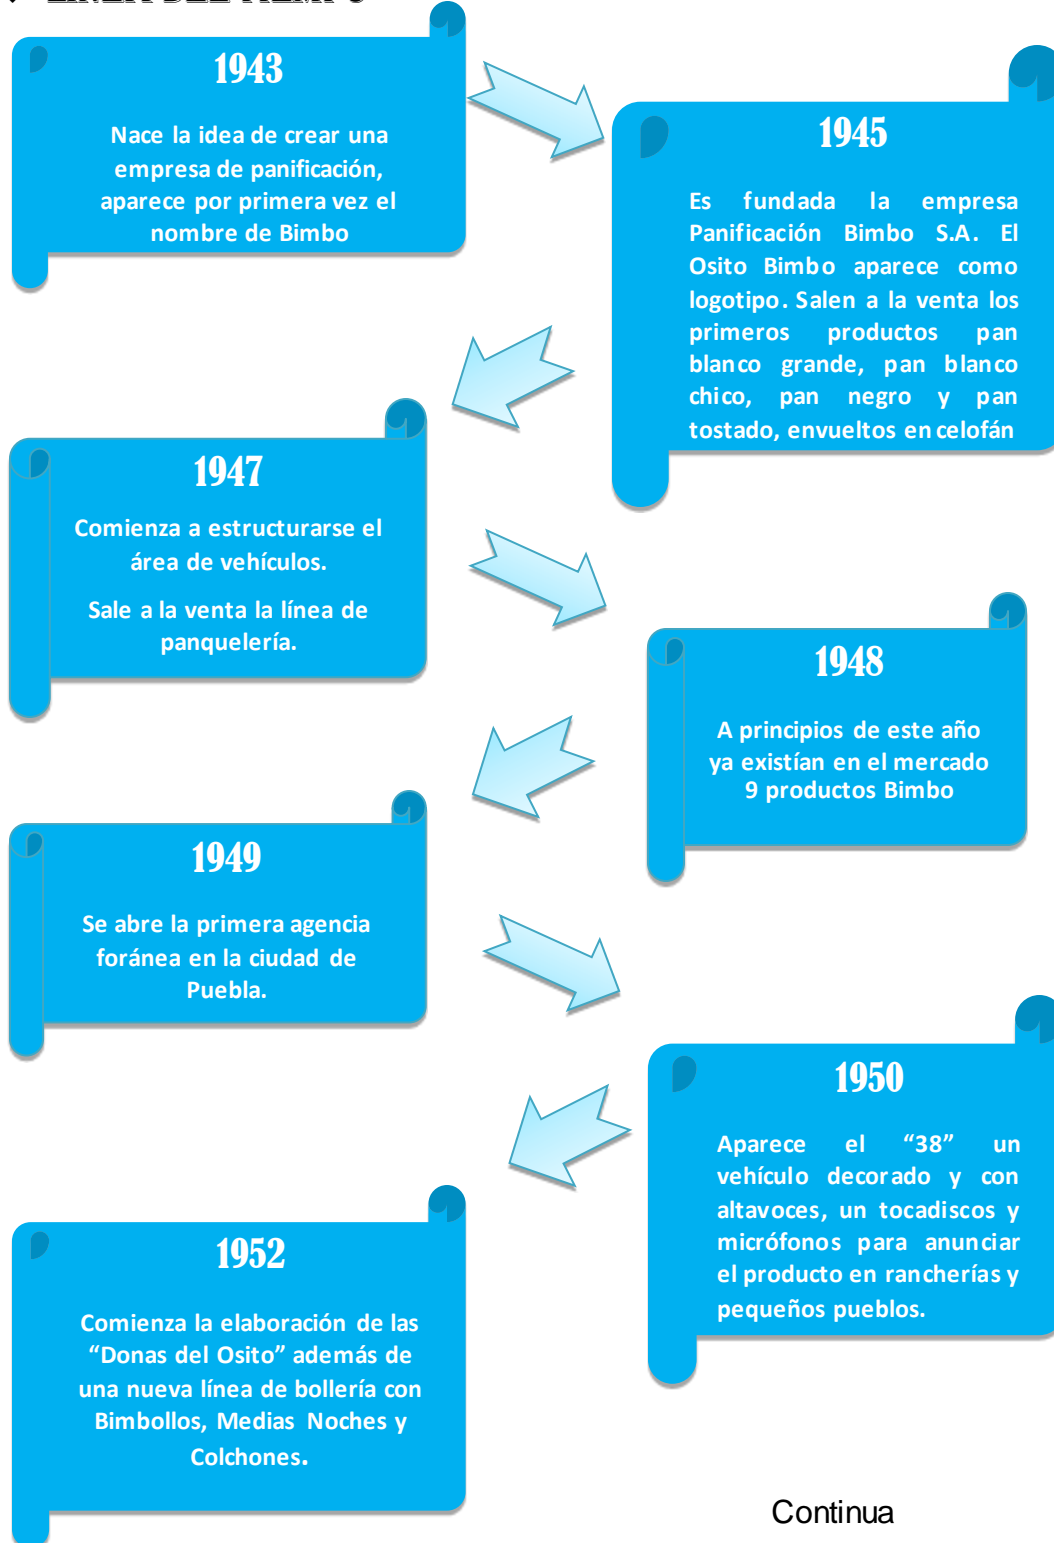 LÍNEA DEL TIEMPO
1943
Nace la idea de crear una
empresa de panificación,
aparece por primera vez el
nombre de Bimbo
1945
Es fundada la empresa
Panificación Bimbo S.A. El
Osito Bimbo aparece como
logotipo. Salen a la venta los
primeros productos pan
blanco grande, pan blanco
chico, pan negro y pan
tostado, envueltos en celofán
1947
Comienza a estructurarse el
área de vehículos.
Sale a la venta la línea de
panquelería.
1948
A principios de este año
ya existían en el mercado
9 productos Bimbo
1949
Se abre la primera agencia
foránea en la ciudad de
Puebla.
1950
Aparece el “38” un
vehículo decorado y con
altavoces, un tocadiscos y
micrófonos para anunciar
el producto en rancherías y
pequeños pueblos.
1952
Comienza la elaboración de las
“Donas del Osito” además de
una nueva línea de bollería con
Bimbollos, Medias Noches y
Colchones.
Continua